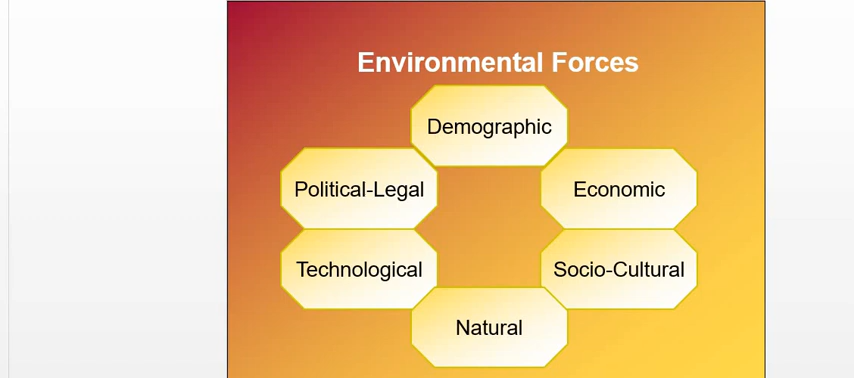 Environmental Forces
Demographic
Political-Legal
Economic
Technological
Socio-Cultural
Natural